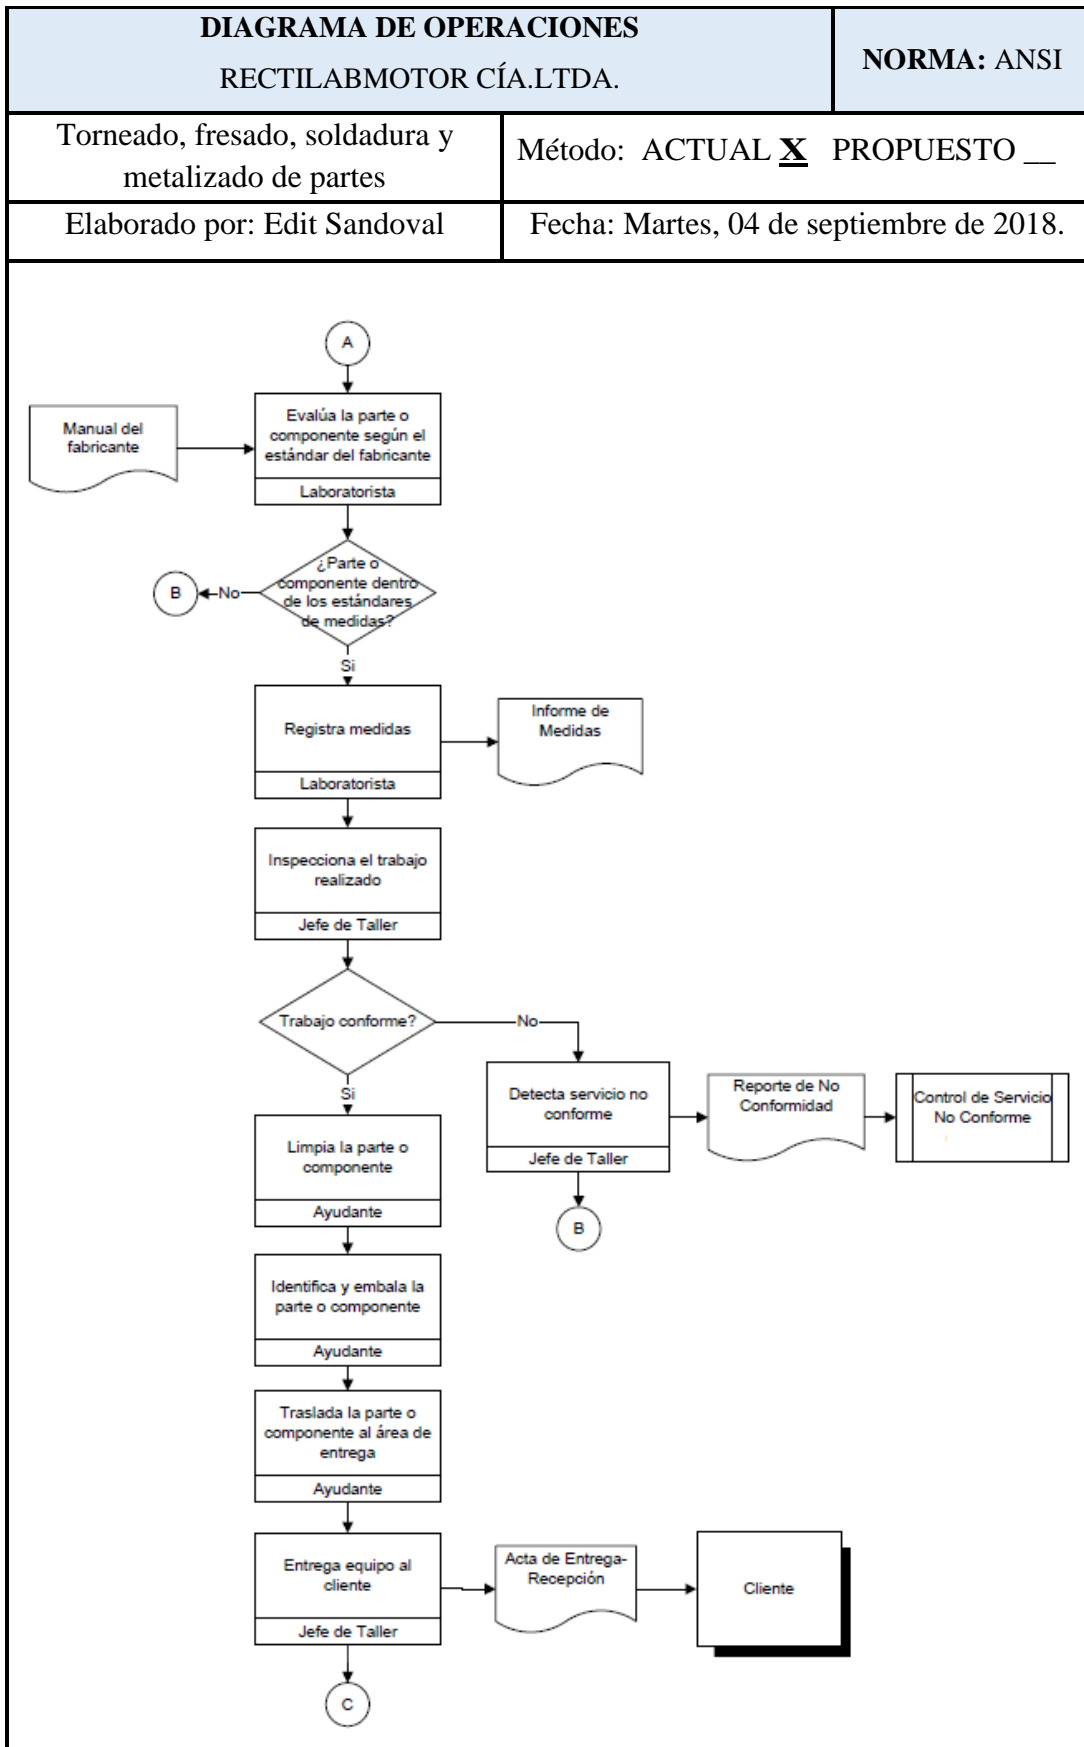 DIAGRAMA DE OPERACIONES
RECTILABMOTOR CÍA.LTDA.
NORMA: ANSI
Torneado, fresado, soldadura y
metalizado de partes
Método: ACTUAL X PROPUESTO __
Elaborado por: Edit Sandoval
Fecha: Martes, 04 de septiembre de 2018.
A
Manual del
fabricante
Evalúa la parte o
componente según el
estándar del fabricante
Laboratorista
¿Parte o
componente dentro
de los estándares
de medidas?
No
B
Si
Registra medidas
Laboratorista
Informe de
Medidas
Inspecciona el trabajo
realizado
Jefe de Taller
Trabajo conforme?
No
Detecta servicio no
conforme
Jefe de Taller
Reporte de No
Conformidad
Control de Servicio
No Conforme
B
Si
Limpia la parte o
componente
Ayudante
Identifica y embala la
parte o componente
Ayudante
Traslada la parte o
componente al área de
entrega
Ayudante
Entrega equipo al
cliente
Jefe de Taller
Acta de Entrega-
Recepción
Cliente
C